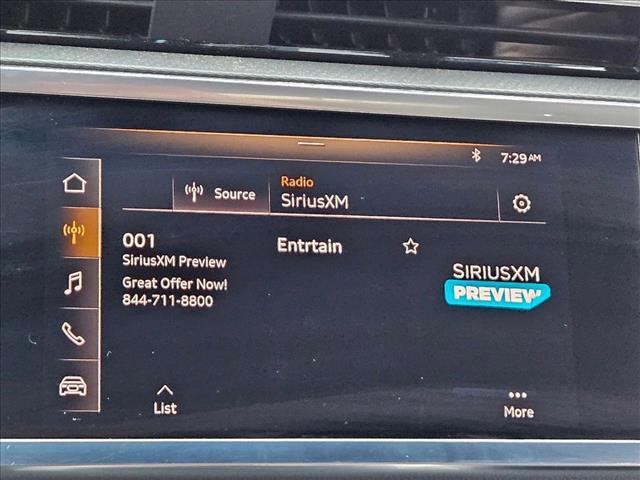 7:29 AM
Radio
Source
SiriusXM
001
Entrtain
SiriusXM Preview
Great Offer Now!
844-711-8800
SIRIUSXM
PREVIEW
List
More